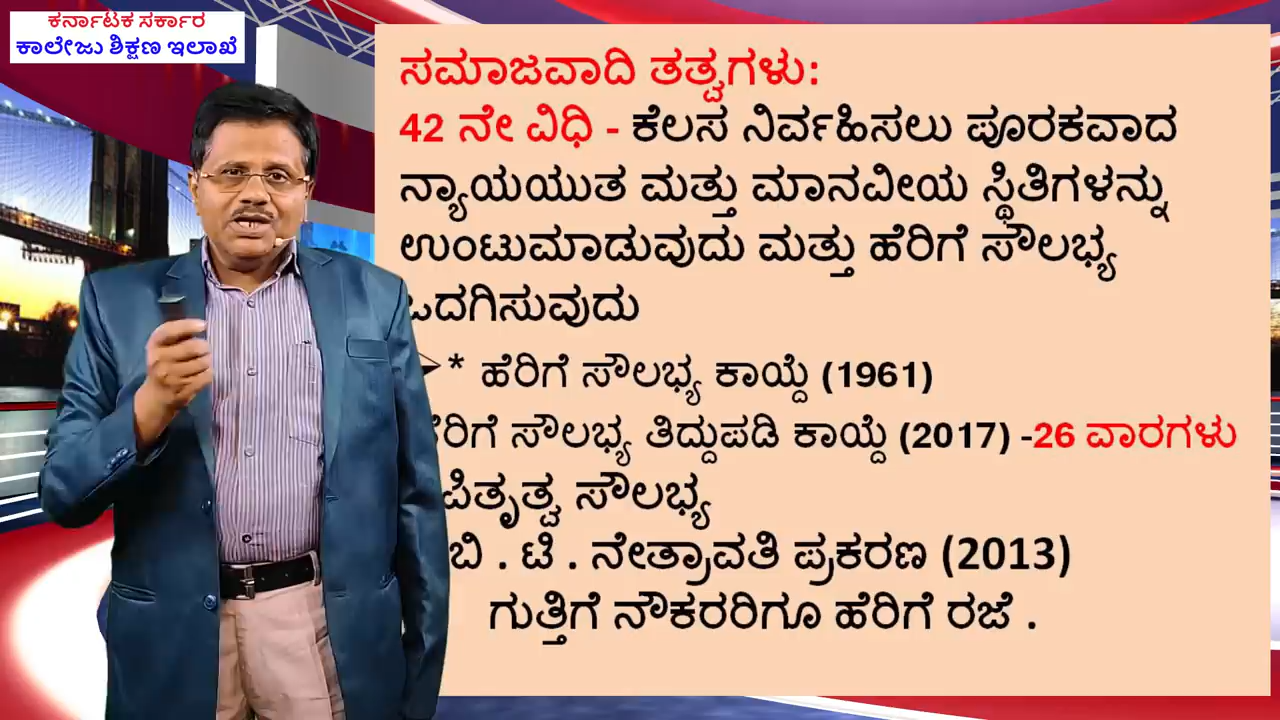 ಕರ್ನಾಟಕ ಸರ್ಕಾರ
ಕಾಲೇಜು ಶಿಕ್ಷಣ ಇಲಾಖೆ
ಸಮಾಜವಾದಿ ತತ್ವಗಳು:
42 ನೇ ವಿಧಿ - ಕೆಲಸ ನಿರ್ವಹಿಸಲು ಪೂರಕವಾದ
ನ್ಯಾಯಯುತ ಮತ್ತು ಮಾನವೀಯ ಸ್ಥಿತಿಗಳನ್ನು
ಉಂಟುಮಾಡುವುದು ಮತ್ತು ಹೆರಿಗೆ ಸೌಲಭ್ಯ
ಒದಗಿಸುವುದು
* ಹೆರಿಗೆ ಸೌಲಭ್ಯ ಕಾಯ್ದೆ (1961)
ಹೆರಿಗೆ ಸೌಲಭ್ಯ ತಿದ್ದುಪಡಿ ಕಾಯ್ದೆ (2017) -26 ವಾರಗಳು
ಪಿತೃತ್ವ ಸೌಲಭ್ಯ
ಬಿ . ಟಿ . ನೇತ್ರಾವತಿ ಪ್ರಕರಣ (2013)
ಗುತ್ತಿಗೆ ನೌಕರರಿಗೂ ಹೆರಿಗೆ ರಜೆ .